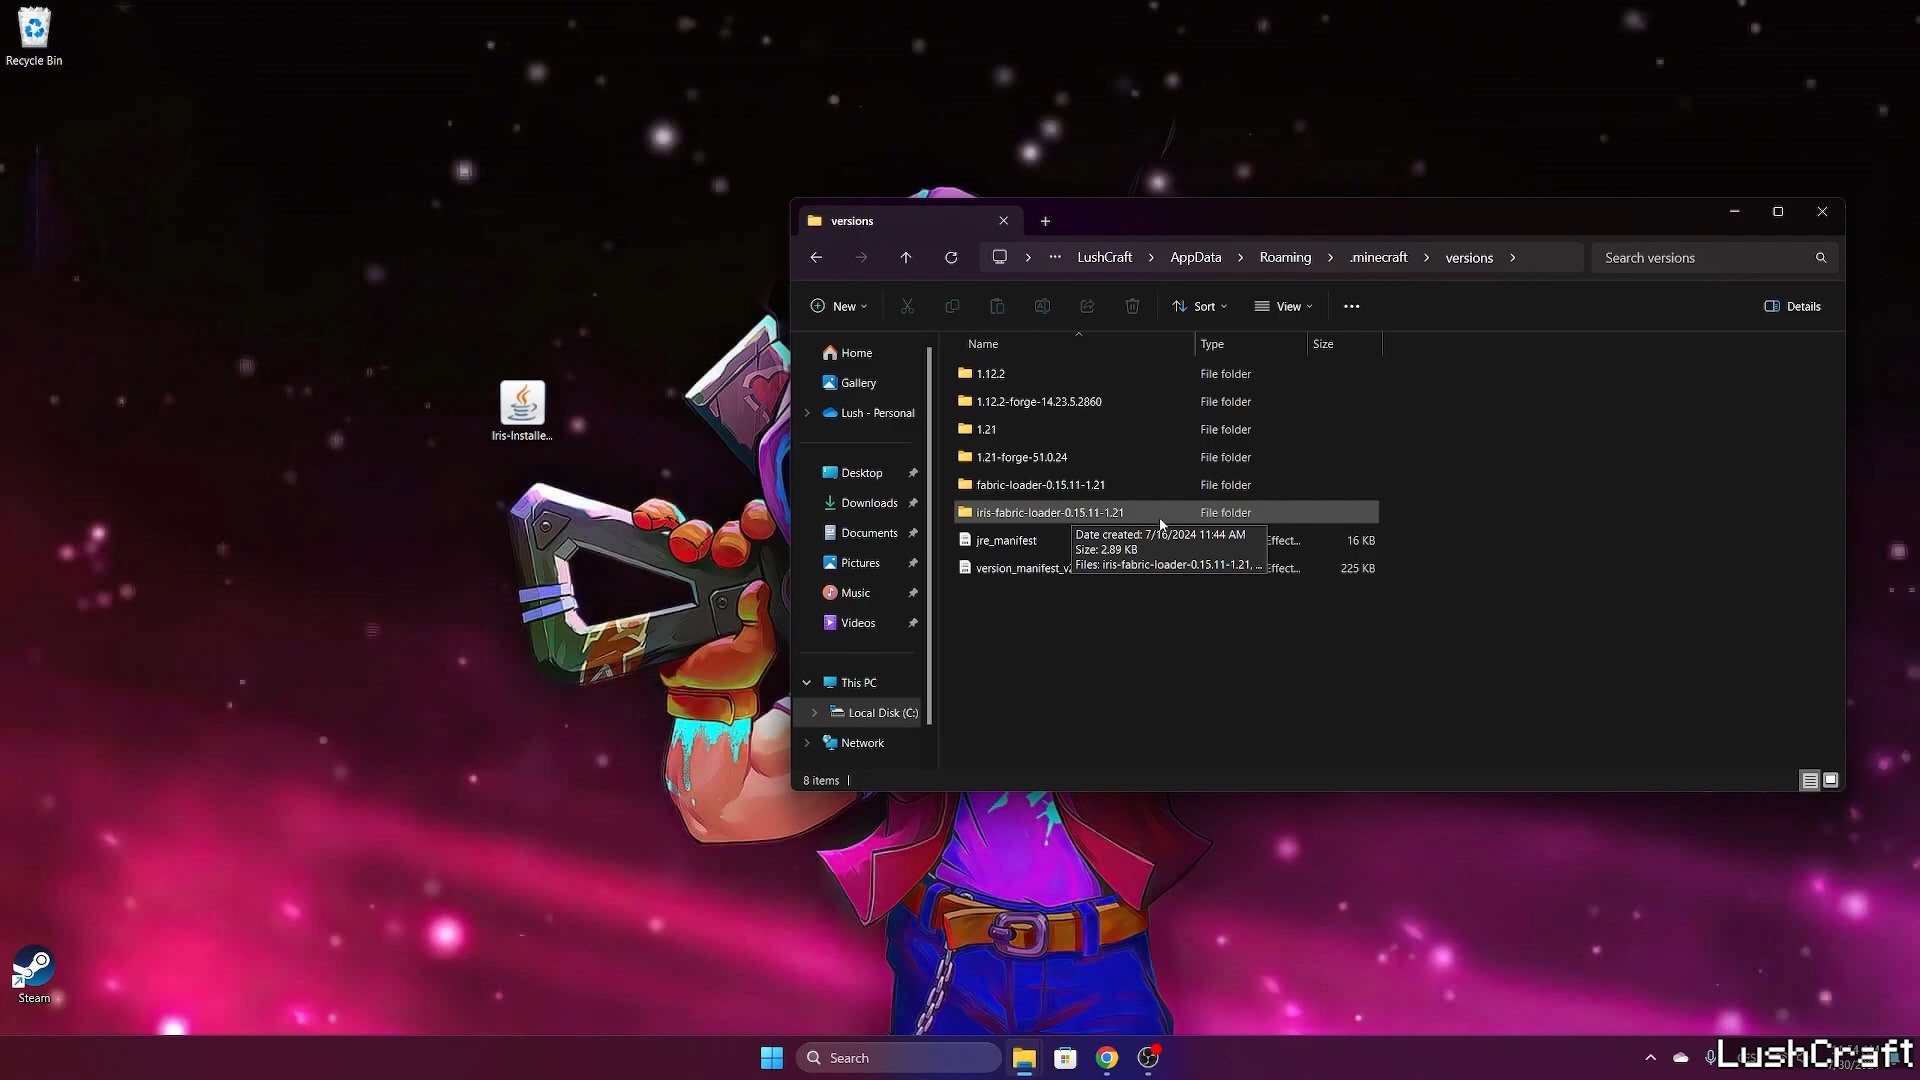 Recycle Bin
Iris-Installe...
Steam
versions
LushCraft
AppData
Roaming
.minecraft
versions
Search versions
New
Sort
View
Details
Home
Gallery
Lush - Personal
Desktop
Downloads
Documents
Pictures
Music
Videos
This PC
Local Disk (C:)
Network
Name
Type
Size
1.12.2
File folder
1.12.2-forge-14.23.5.2860
File folder
1.21
File folder
1.21-forge-51.0.24
File folder
fabric-loader-0.15.11-1.21
File folder
iris-fabric-loader-0.15.11-1.21
File folder
jre_manifest
Effect...
16 KB
version_manifest_v2
Effect...
225 KB
Date created: 7/16/2024 11:44 AM
Size: 2.89 KB
Files: iris-fabric-loader-0.15.11-1.21, ...
8 items
Search
LushCraft